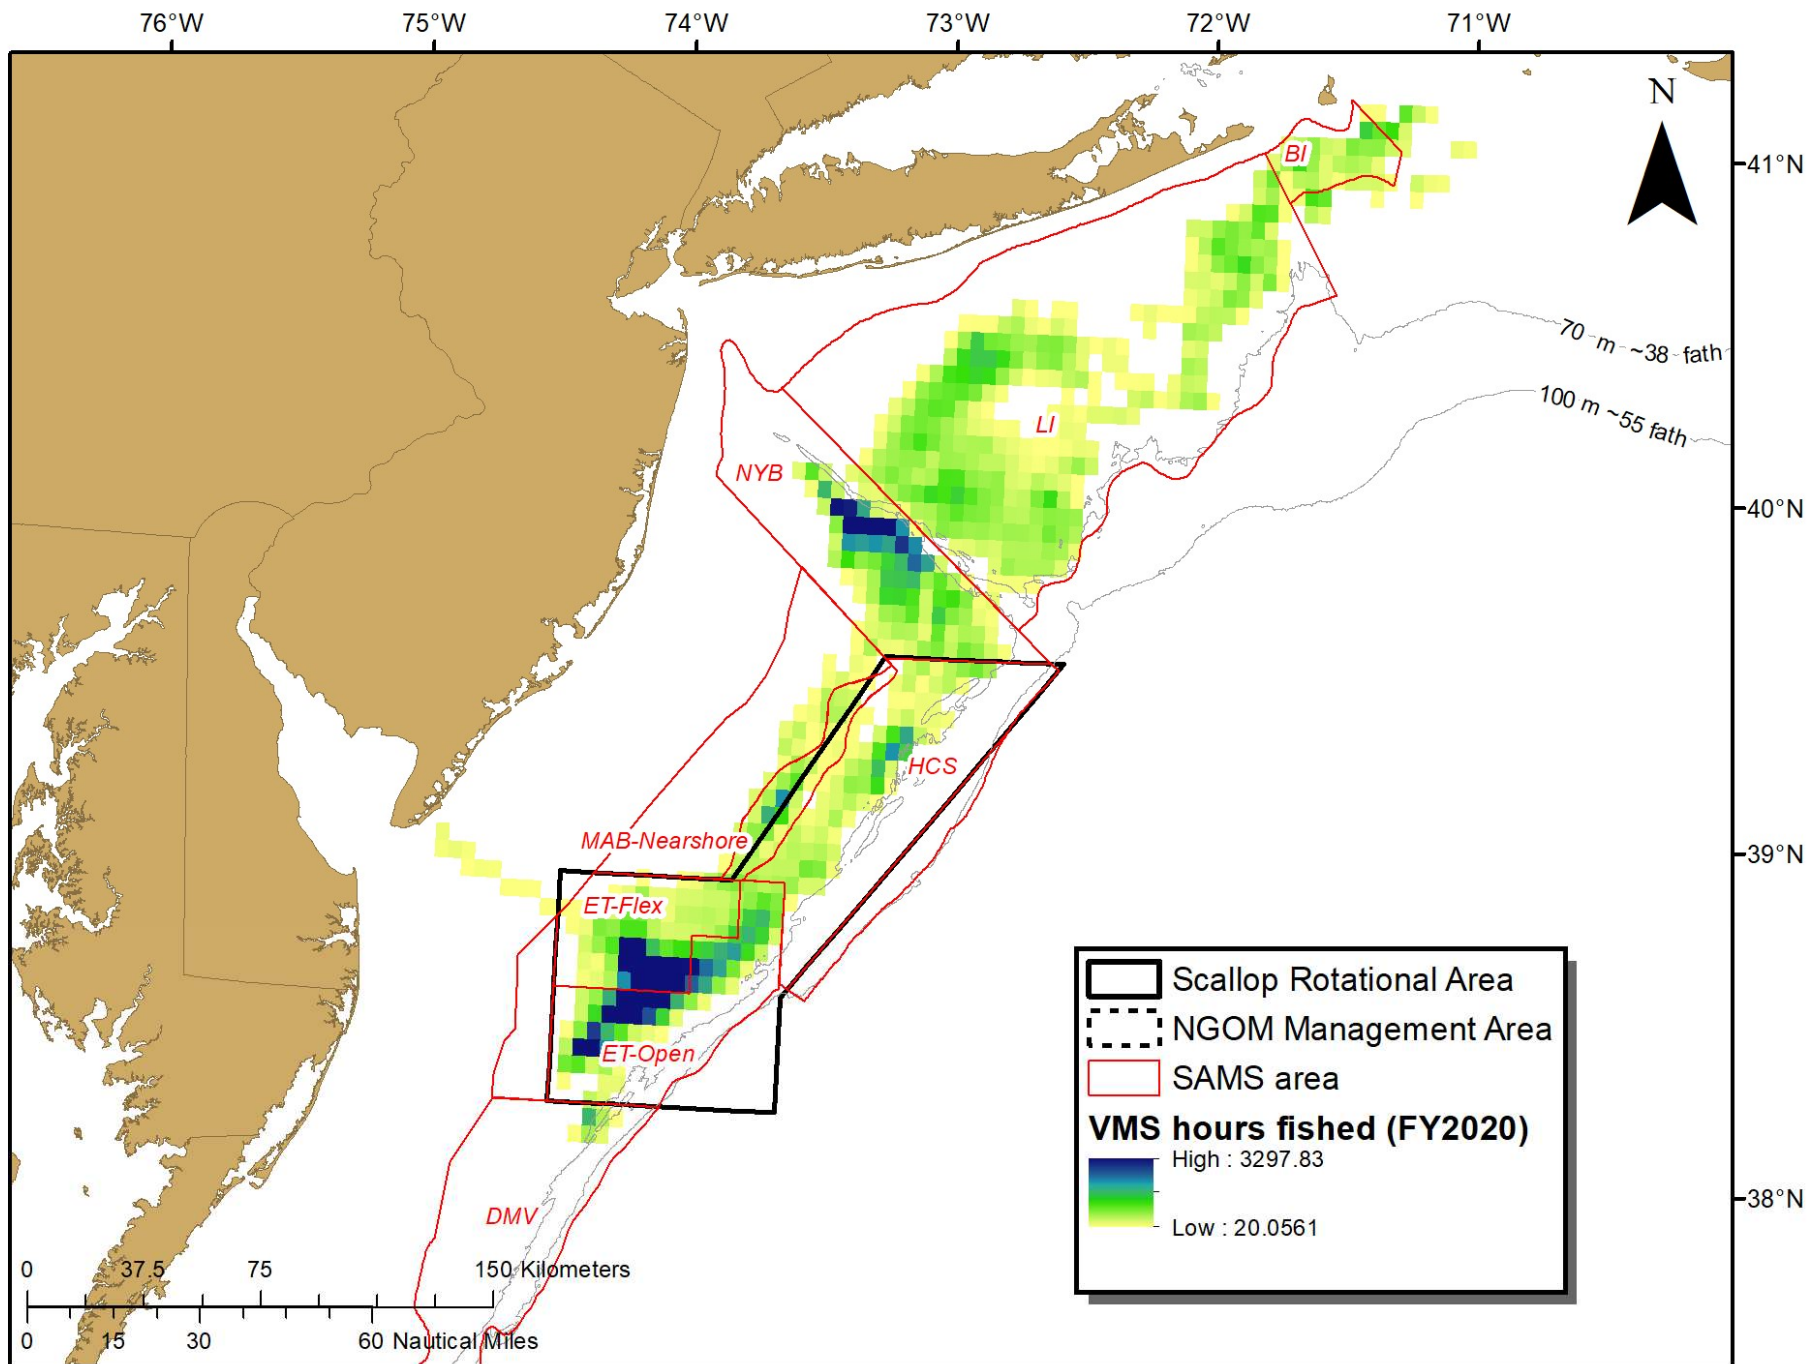 76°W 75°W 74°W 73°W 72°W 71°W
N
41°N
BI
70 m ~38 fath
100 m ~55 fath
LI
NYB
40°N
HCS
MAB-Nearshore
39°N
ET-Flex
ET-Open
Scallop Rotational Area
NGOM Management Area
SAMS area
VMS hours fished (FY2020)
High : 3297.83
Low : 20.0561
38°N
DMV
0 37.5 75 150 Kilometers
0 15 30 60 Nautical Miles